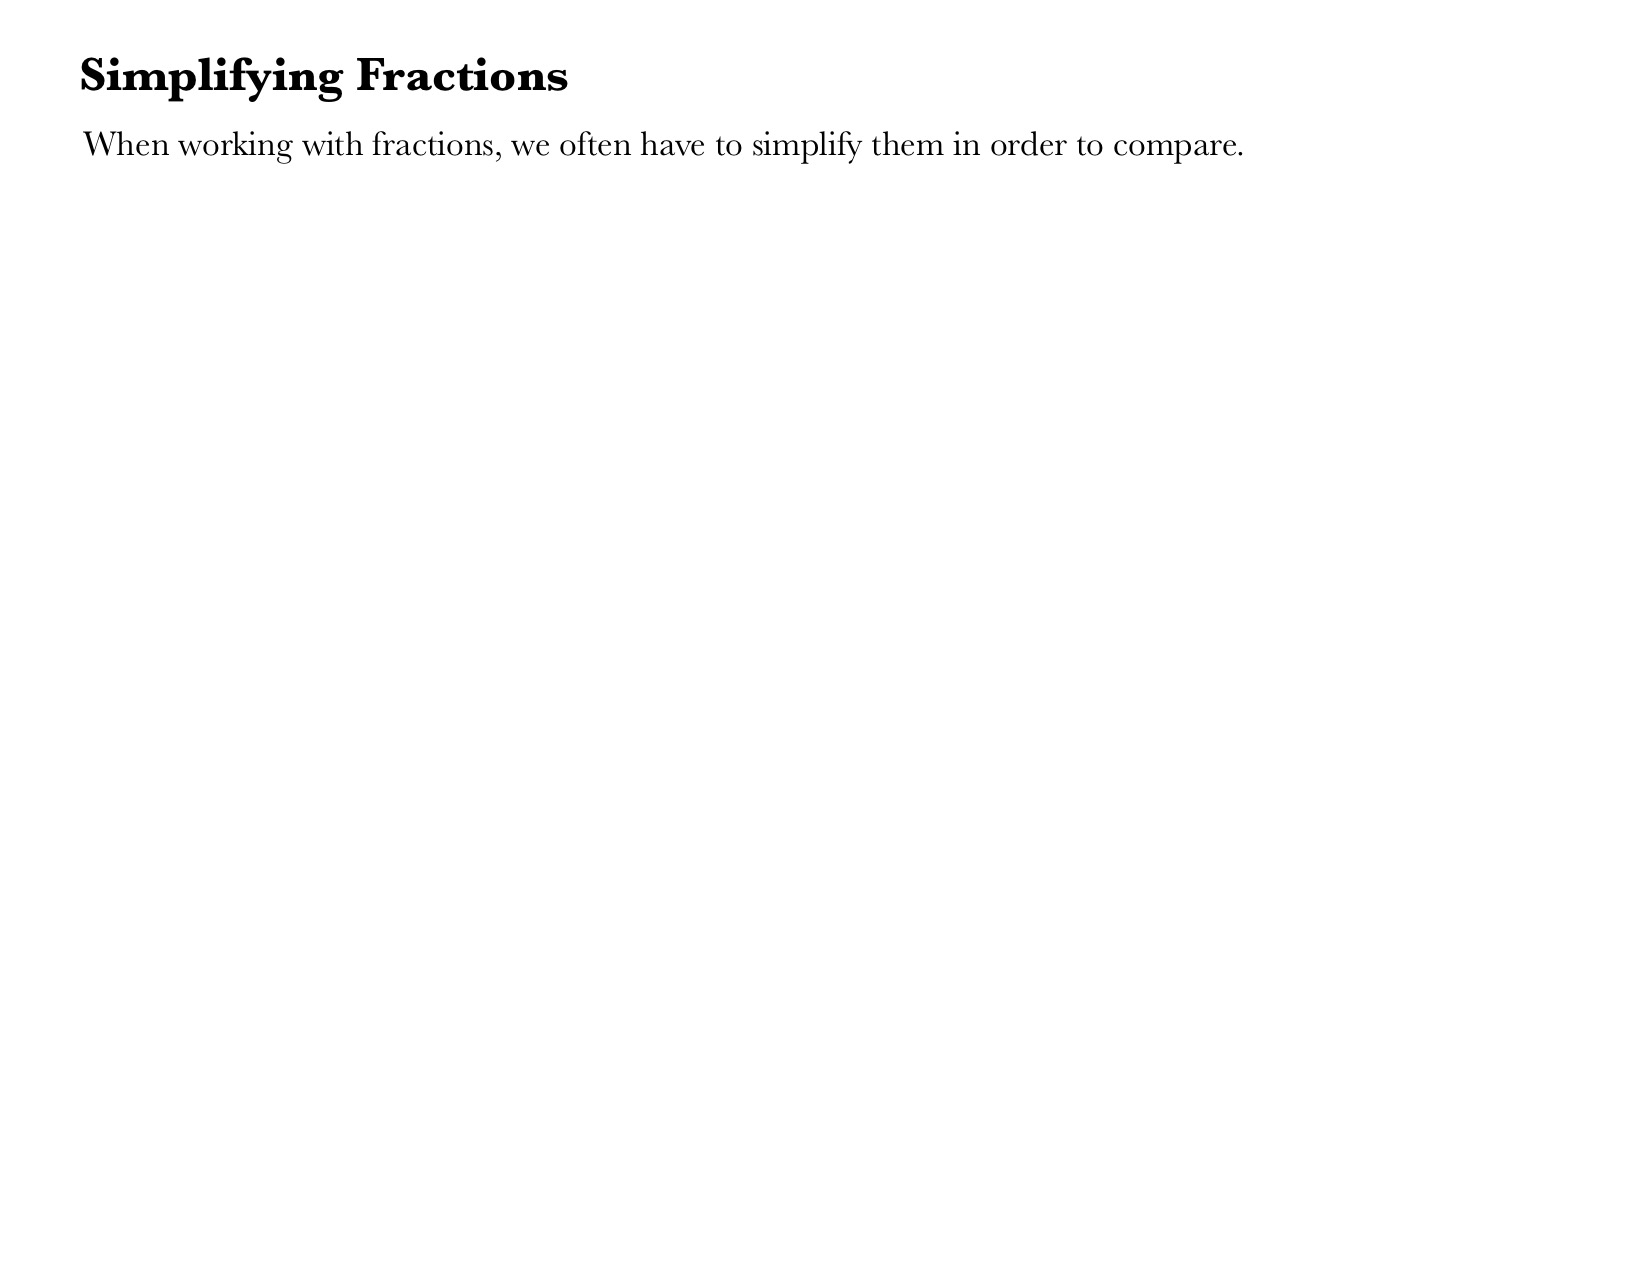 Simplifying Fractions
When working with fractions, we often have to simplify them in order to compare.